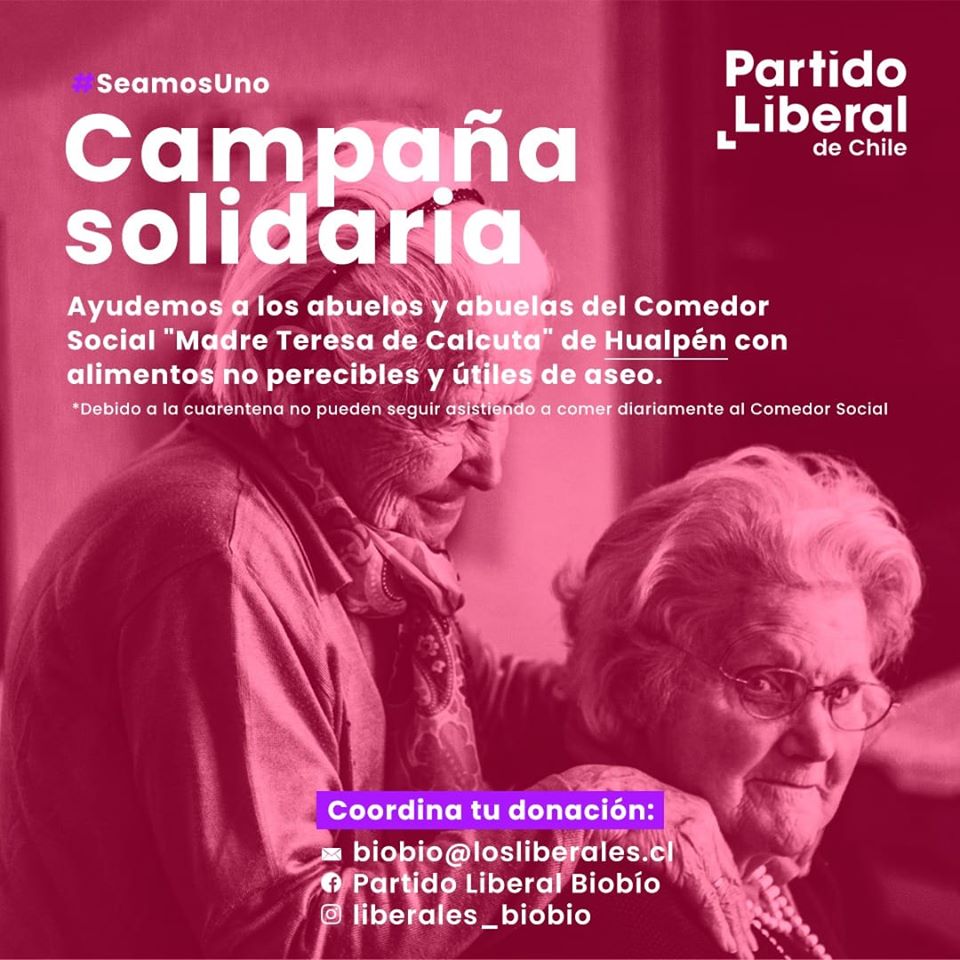 #SeamosUno
Campaña
solidaria
Partido
Liberal
de Chile
Ayudemos a los abuelos y abuelas del Comedor
Social "Madre Teresa de Calcuta" de Hualpén con
alimentos no perecibles y útiles de aseo.
*Debido a la cuarentena no pueden seguir asistiendo a comer diariamente al Comedor Social
Coordina tu donación:
biobio@losliberales.cl
Partido Liberal Biobío
liberales_biobio